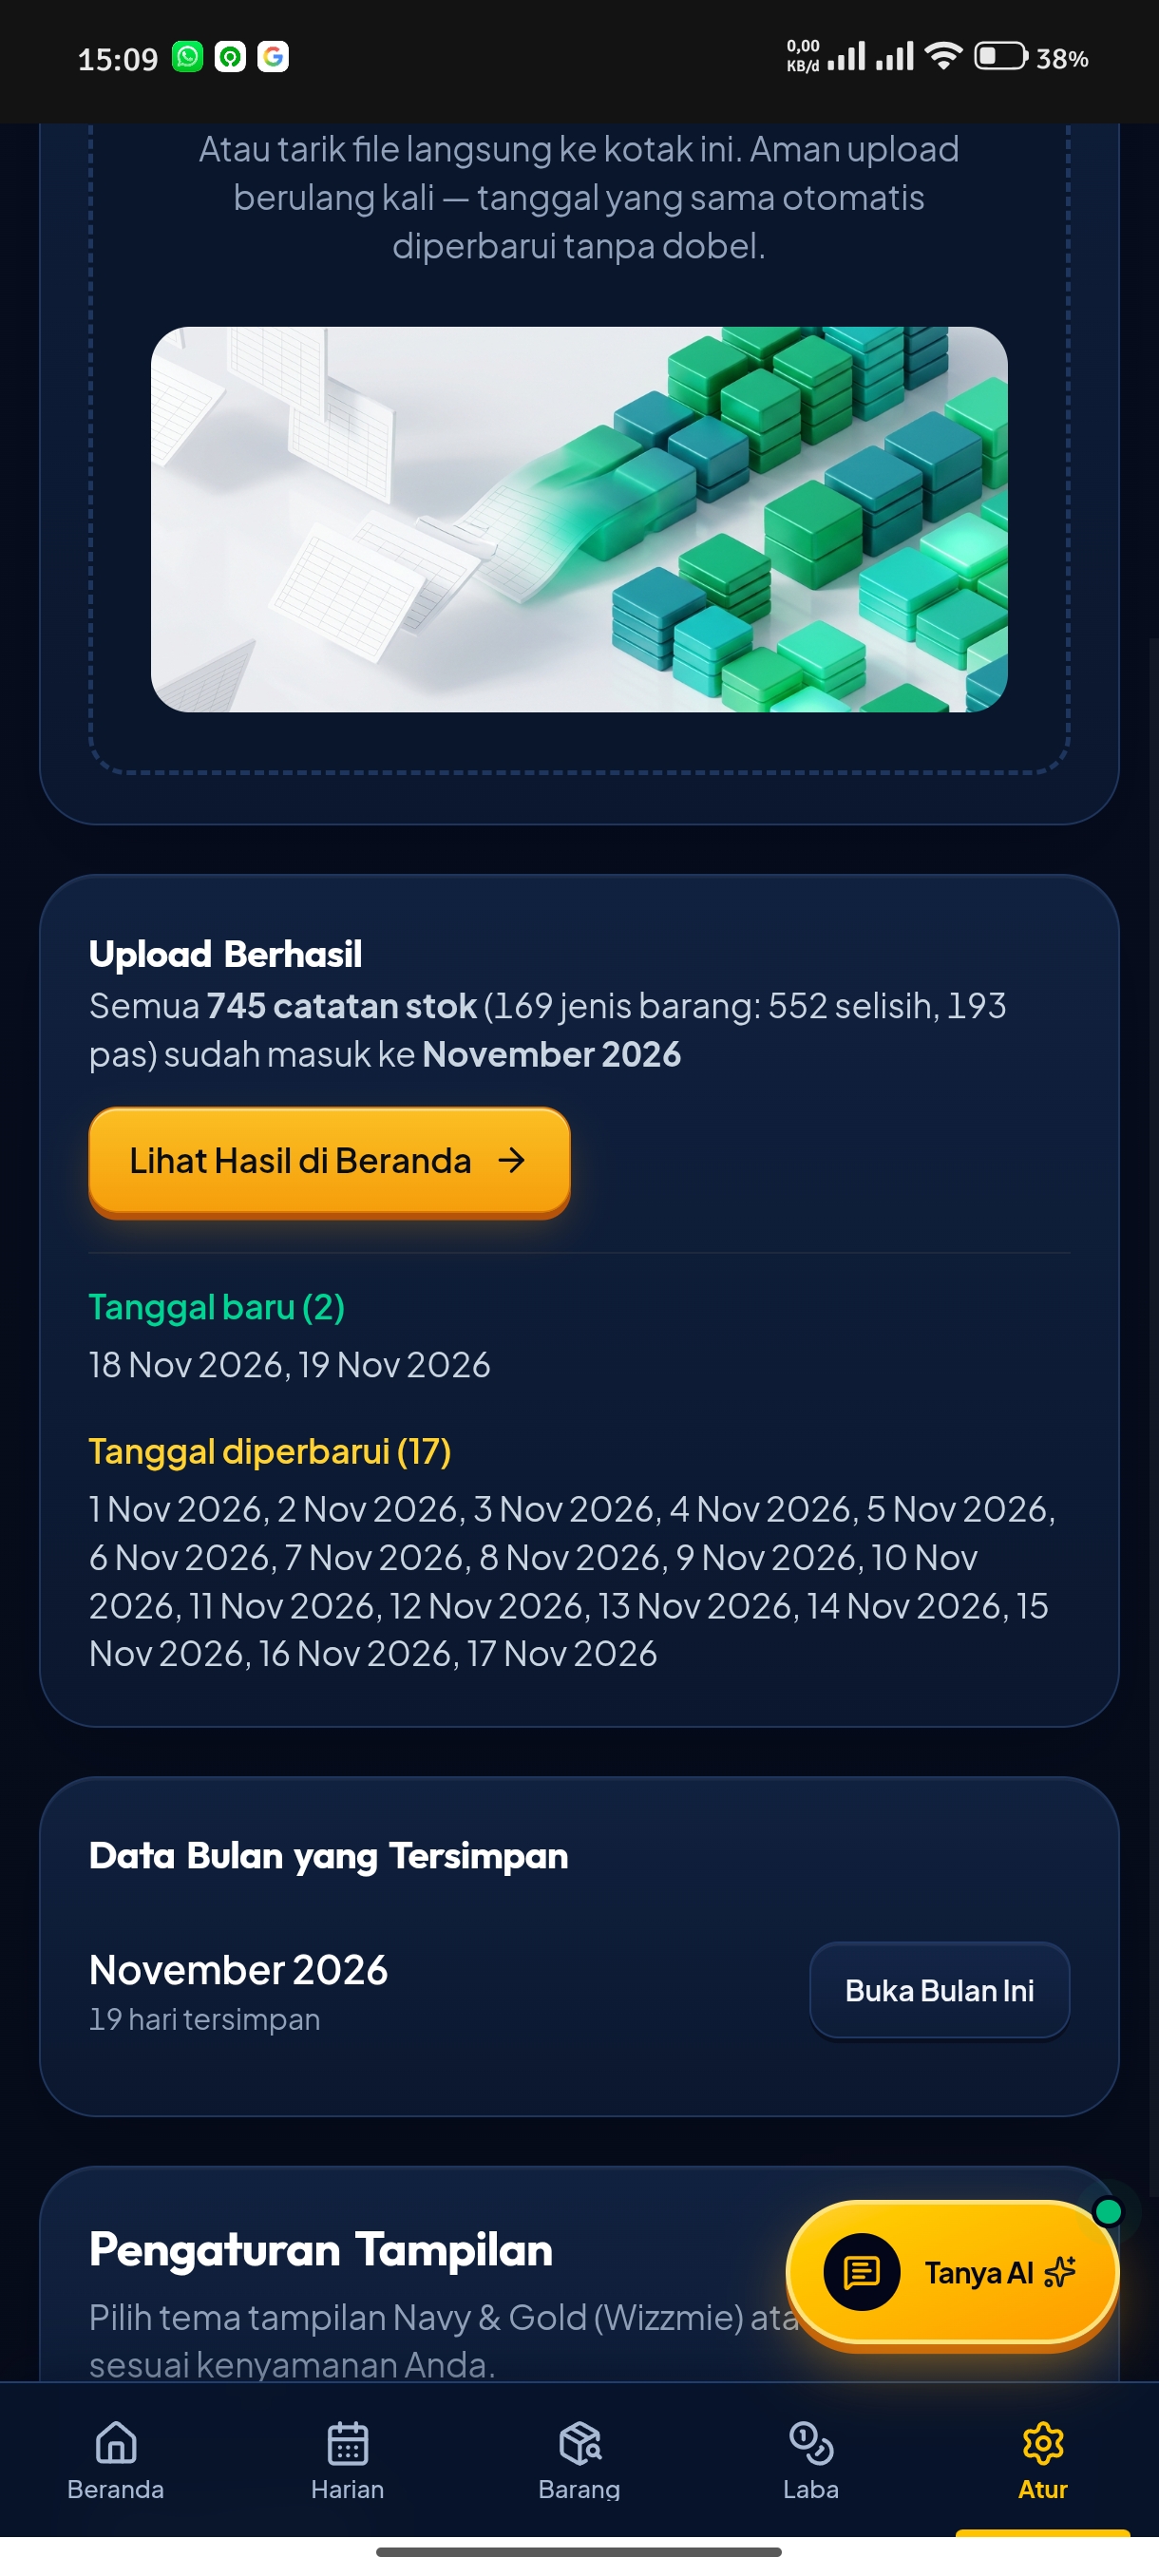 15:09
0,00
KB/d
38%
Atau tarik file langsung ke kotak ini. Aman upload
berulang kali — tanggal yang sama otomatis
diperbarui tanpa dobel.
Upload Berhasil
Semua 745 catatan stok (169 jenis barang: 552 selisih, 193
pas) sudah masuk ke November 2026
Lihat Hasil di Beranda
Tanggal baru (2)
18 Nov 2026, 19 Nov 2026
Tanggal diperbarui (17)
1 Nov 2026, 2 Nov 2026, 3 Nov 2026, 4 Nov 2026, 5 Nov 2026,
6 Nov 2026, 7 Nov 2026, 8 Nov 2026, 9 Nov 2026, 10 Nov
2026, 11 Nov 2026, 12 Nov 2026, 13 Nov 2026, 14 Nov 2026, 15
Nov 2026, 16 Nov 2026, 17 Nov 2026
Data Bulan yang Tersimpan
November 2026
19 hari tersimpan
Buka Bulan Ini
Pengaturan Tampilan
Pilih tema tampilan Navy & Gold (Wizzmie)
sesuai kenyamanan Anda.
Tanya AI
Beranda
Harian
Barang
Laba
Atur